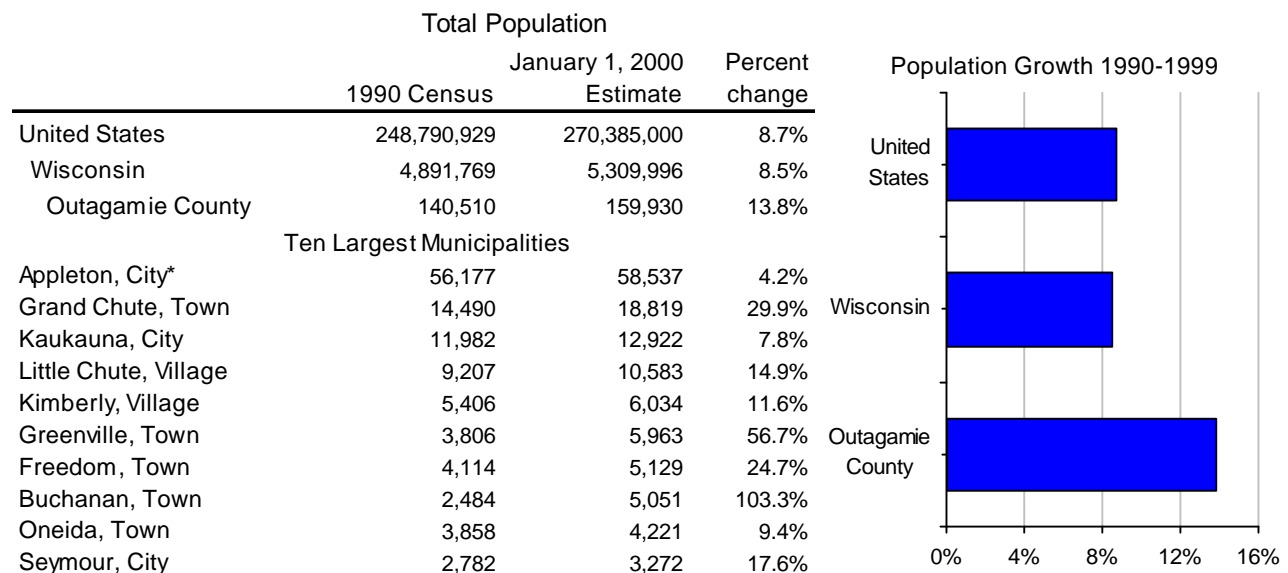 Total Population
1990 Census January 1, 2000 Estimate Percent change
United States 248,790,929 270,385,000 8.7%
Wisconsin 4,891,769 5,309,996 8.5%
Outagamie County 140,510 159,930 13.8%
Ten Largest Municipalities
Appleton, City* 56,177 58,537 4.2%
Grand Chute, Town 14,490 18,819 29.9%
Kaukauna, City 11,982 12,922 7.8%
Little Chute, Village 9,207 10,583 14.9%
Kimberly, Village 5,406 6,034 11.6%
Greenville, Town 3,806 5,963 56.7%
Freedom, Town 4,114 5,129 24.7%
Buchanan, Town 2,484 5,051 103.3%
Oneida, Town 3,858 4,221 9.4%
Seymour, City 2,782 3,272 17.6%
Population Growth 1990-1999
United
States
Wisconsin
Outagamie
County
0% 4% 8% 12% 16%